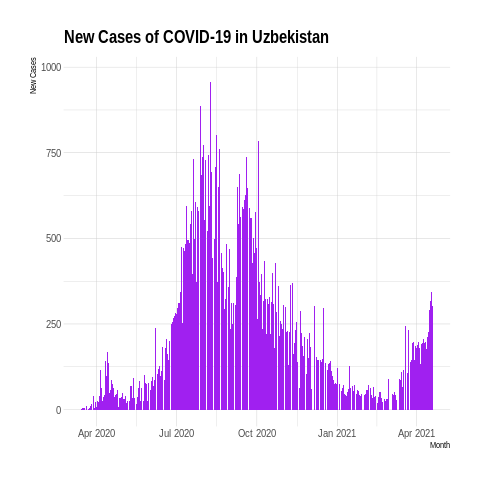 New Cases of COVID-19 in Uzbekistan
New Cases
1000
750
500
250
0
Apr 2020 Jul 2020 Oct 2020 Jan 2021 Apr 2021
Month